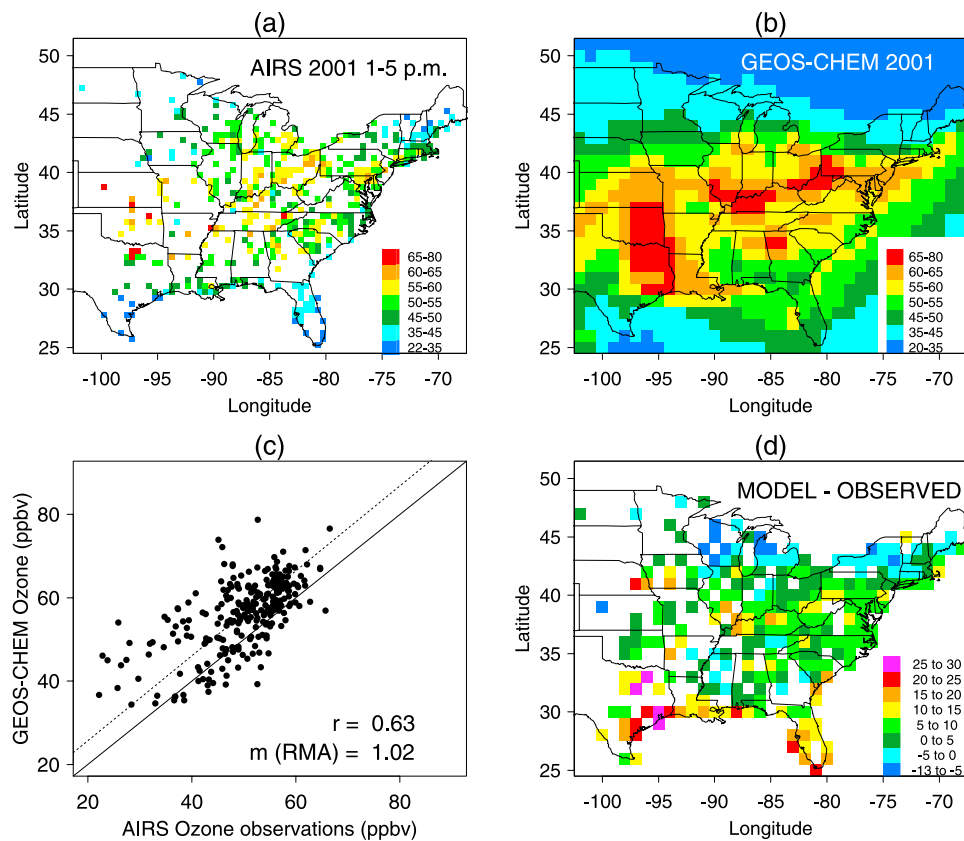 (a)
AIRS 2001 1-5 p.m.
Latitude
50
45
40
35
30
25
65-80
60-65
55-60
50-55
45-50
35-45
22-35
-100 -95 -90 -85 -80 -75 -70
Longitude
(b)
GEOS-CHEM 2001
Latitude
50
45
40
35
30
25
65-80
60-65
55-60
50-55
45-50
35-45
20-35
-100 -95 -90 -85 -80 -75 -70
Longitude
(c)
GEOS-CHEM Ozone (ppbv)
80
60
40
20
r = 0.63
m (RMA) = 1.02
20 40 60 80
AIRS Ozone observations (ppbv)
(d)
MODEL - OBSERVED
Latitude
50
45
40
35
30
25
25 to 30
20 to 25
15 to 20
10 to 15
5 to 10
0 to 5
-5 to 0
-13 to -5
-100 -95 -90 -85 -80 -75 -70
Longitude